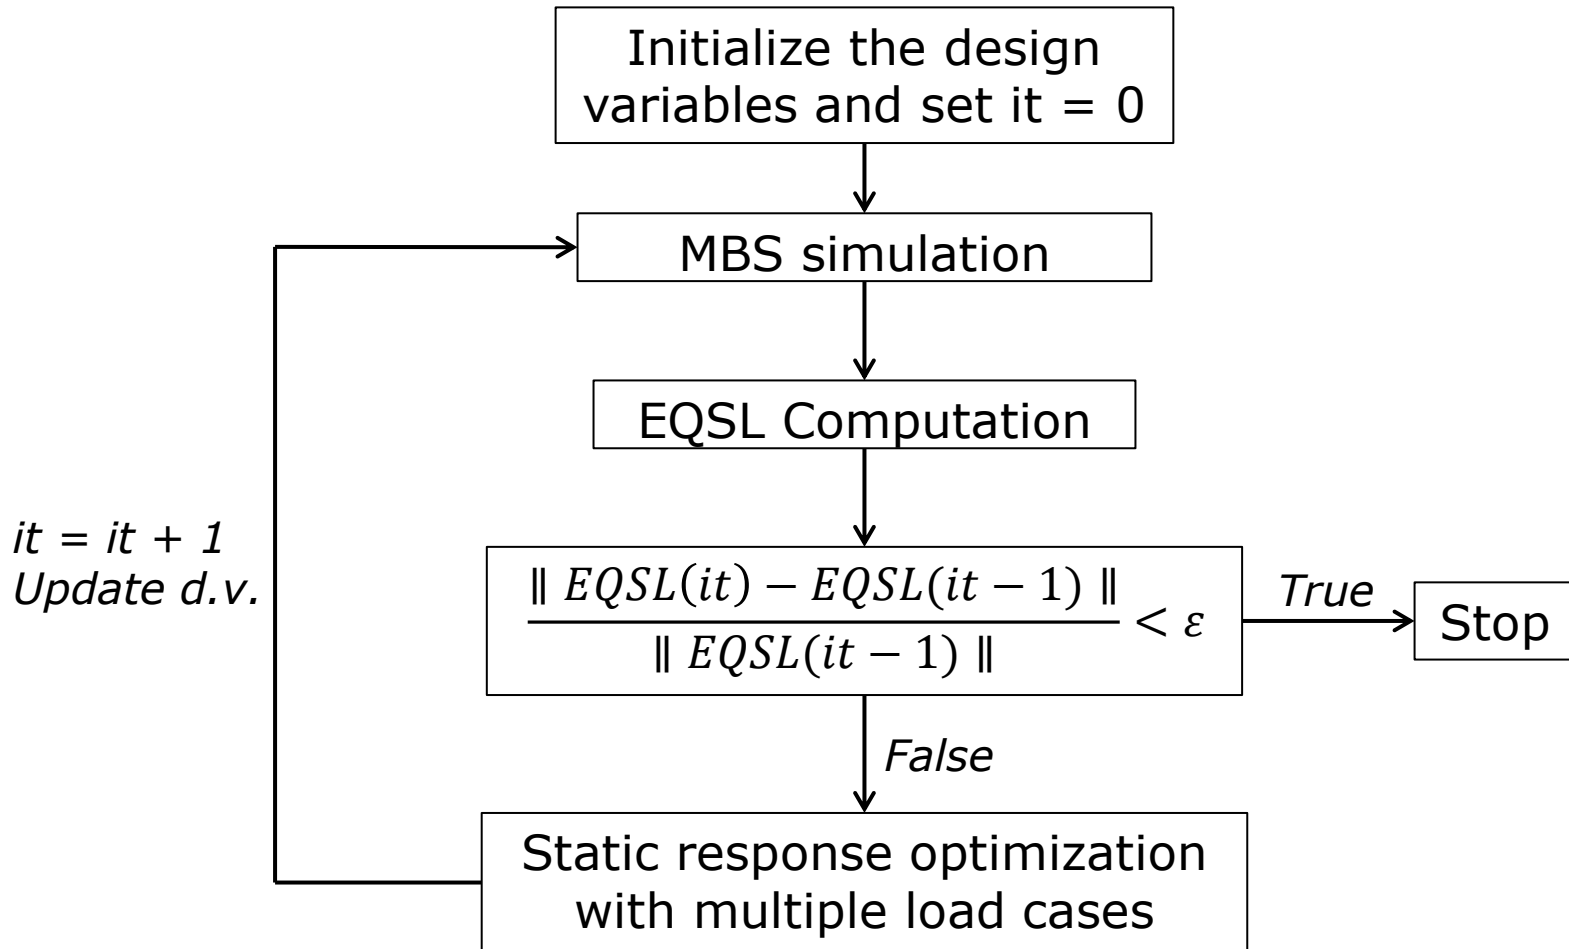 Initialize the design
variables and set it = 0
MBS simulation
EQSL Computation
it = it + 1
Update d.v.
‖ EQSL(it) − EQSL(it − 1) ‖
‖ EQSL(it − 1) ‖
< ε
True
Stop
False
Static response optimization
with multiple load cases